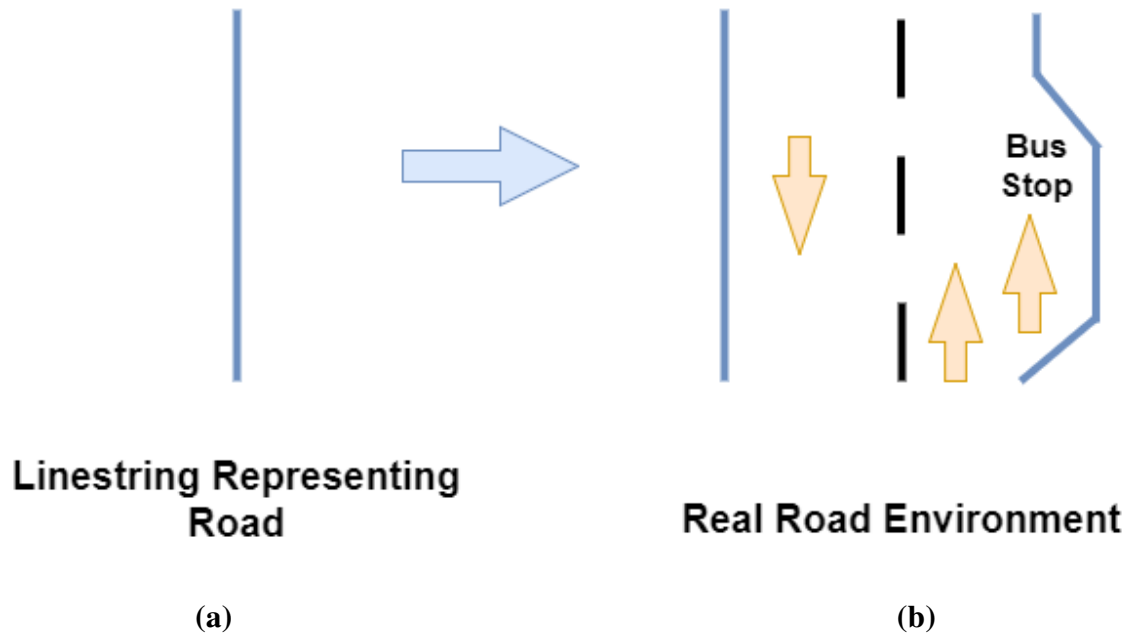 Bus
Stop
Linestring Representing
Road
Real Road Environment
(a)
(b)